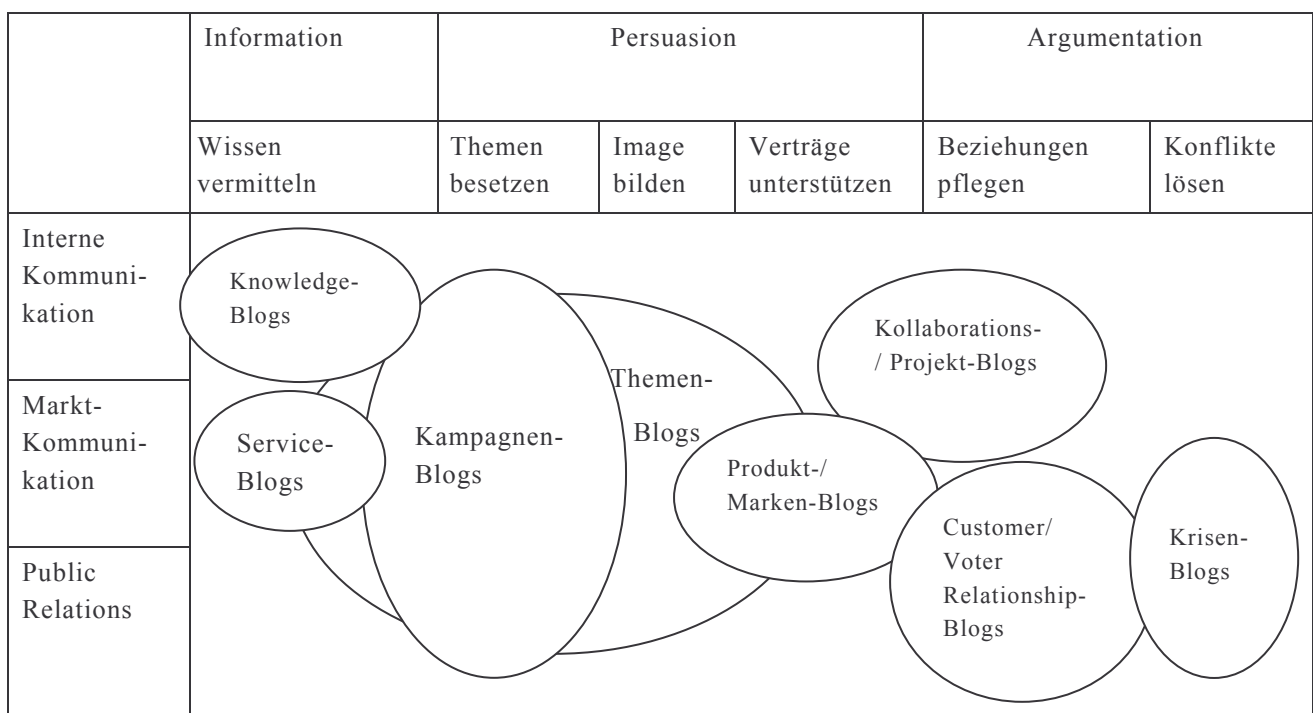 Information
Persuasion
Argumentation
Wissen
vermitteln
Themen
besetzen
Image
bilden
Verträge
unterstützen
Beziehungen
pflegen
Konflikte
lösen
Interne
Kommuni-
kation
Markt-
Kommuni-
kation
Public
Relations
Knowledge-
Blogs
Service-
Blogs
Kampagnen-
Blogs
Themen-
Blogs
Kollaborations-
/ Projekt-Blogs
Produkt-/
Marken-Blogs
Customer/
Voter
Relationship-
Blogs
Krisen-
Blogs